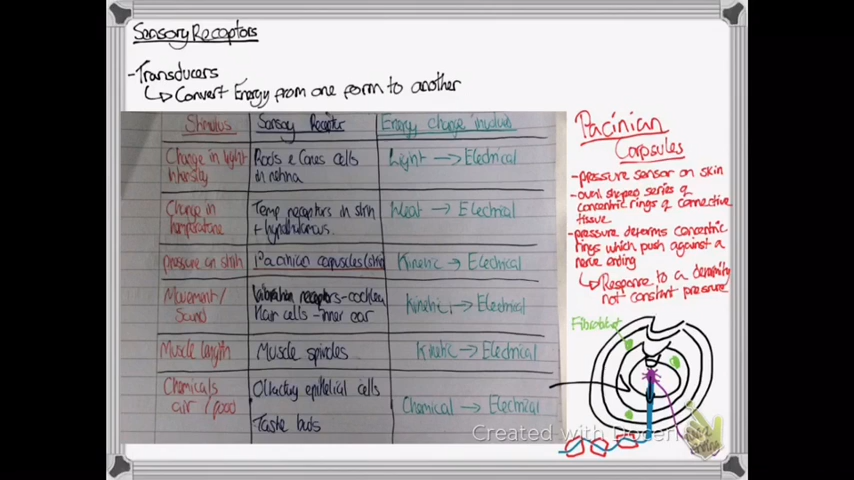 Sensory Receptors
-Transducers
↳ Convert Energy from one form to another
Stimulus Sensory Receptor Energy change involved
Change in light intensity Rods & Cones cells in retina Light → Electrical
Change in temperature Temp receptors in skin + hypothalamus. Heat → Electrical
pressure on skin Pacinian corpuscles (skin) Kinetic → Electrical
Movement/ Sound Vibration receptors-cochlea Hair cells - inner ear Kinetic → Electrical
Muscle length Muscle spindles Kinetic → Electrical
Chemicals air / food Olfactory epithelial cells Taste buds Chemical → Electrical
Pacinian
Corpsules
-pressure sensor on skin
-oval shaped series of
concentric rings of connective
tissue
-pressure deforms concentric
rings which push against a
nerve ending
↳ Response to a
not constant pressure
Fibroblast
Created with